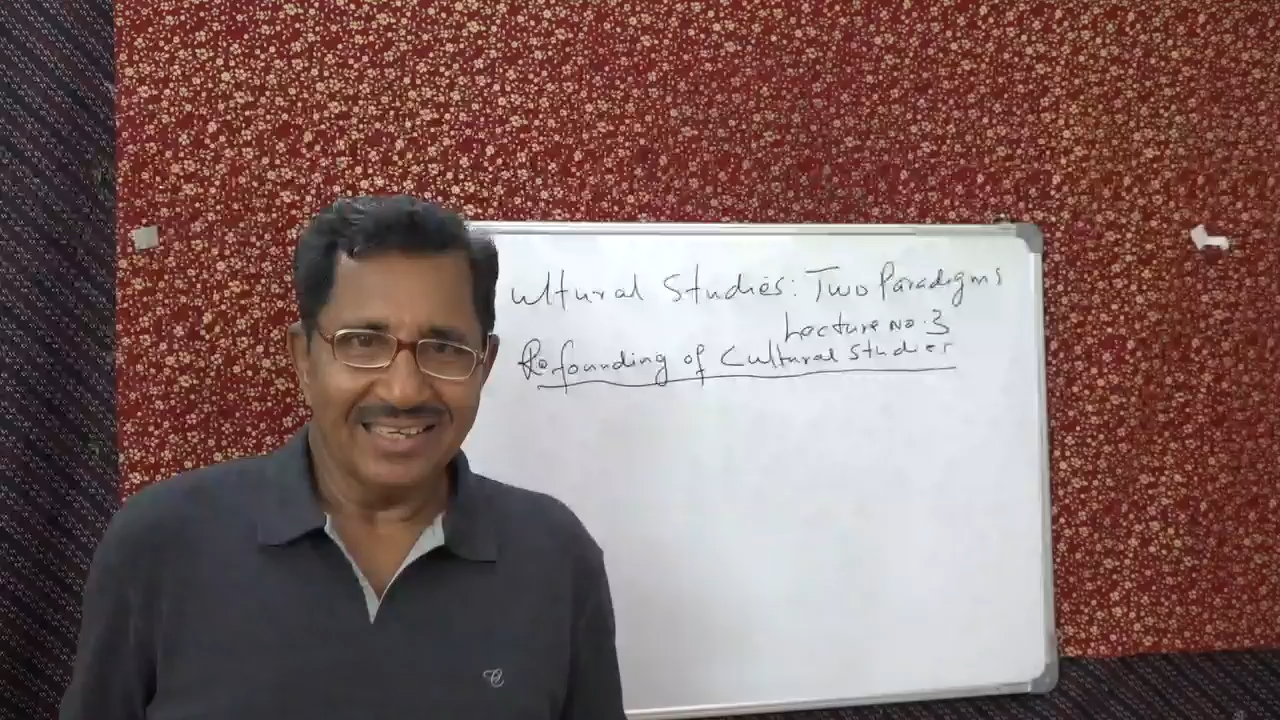 ultural Studies: Two Paradigms
Lecture No. 3
Refounding of Cultural Studies